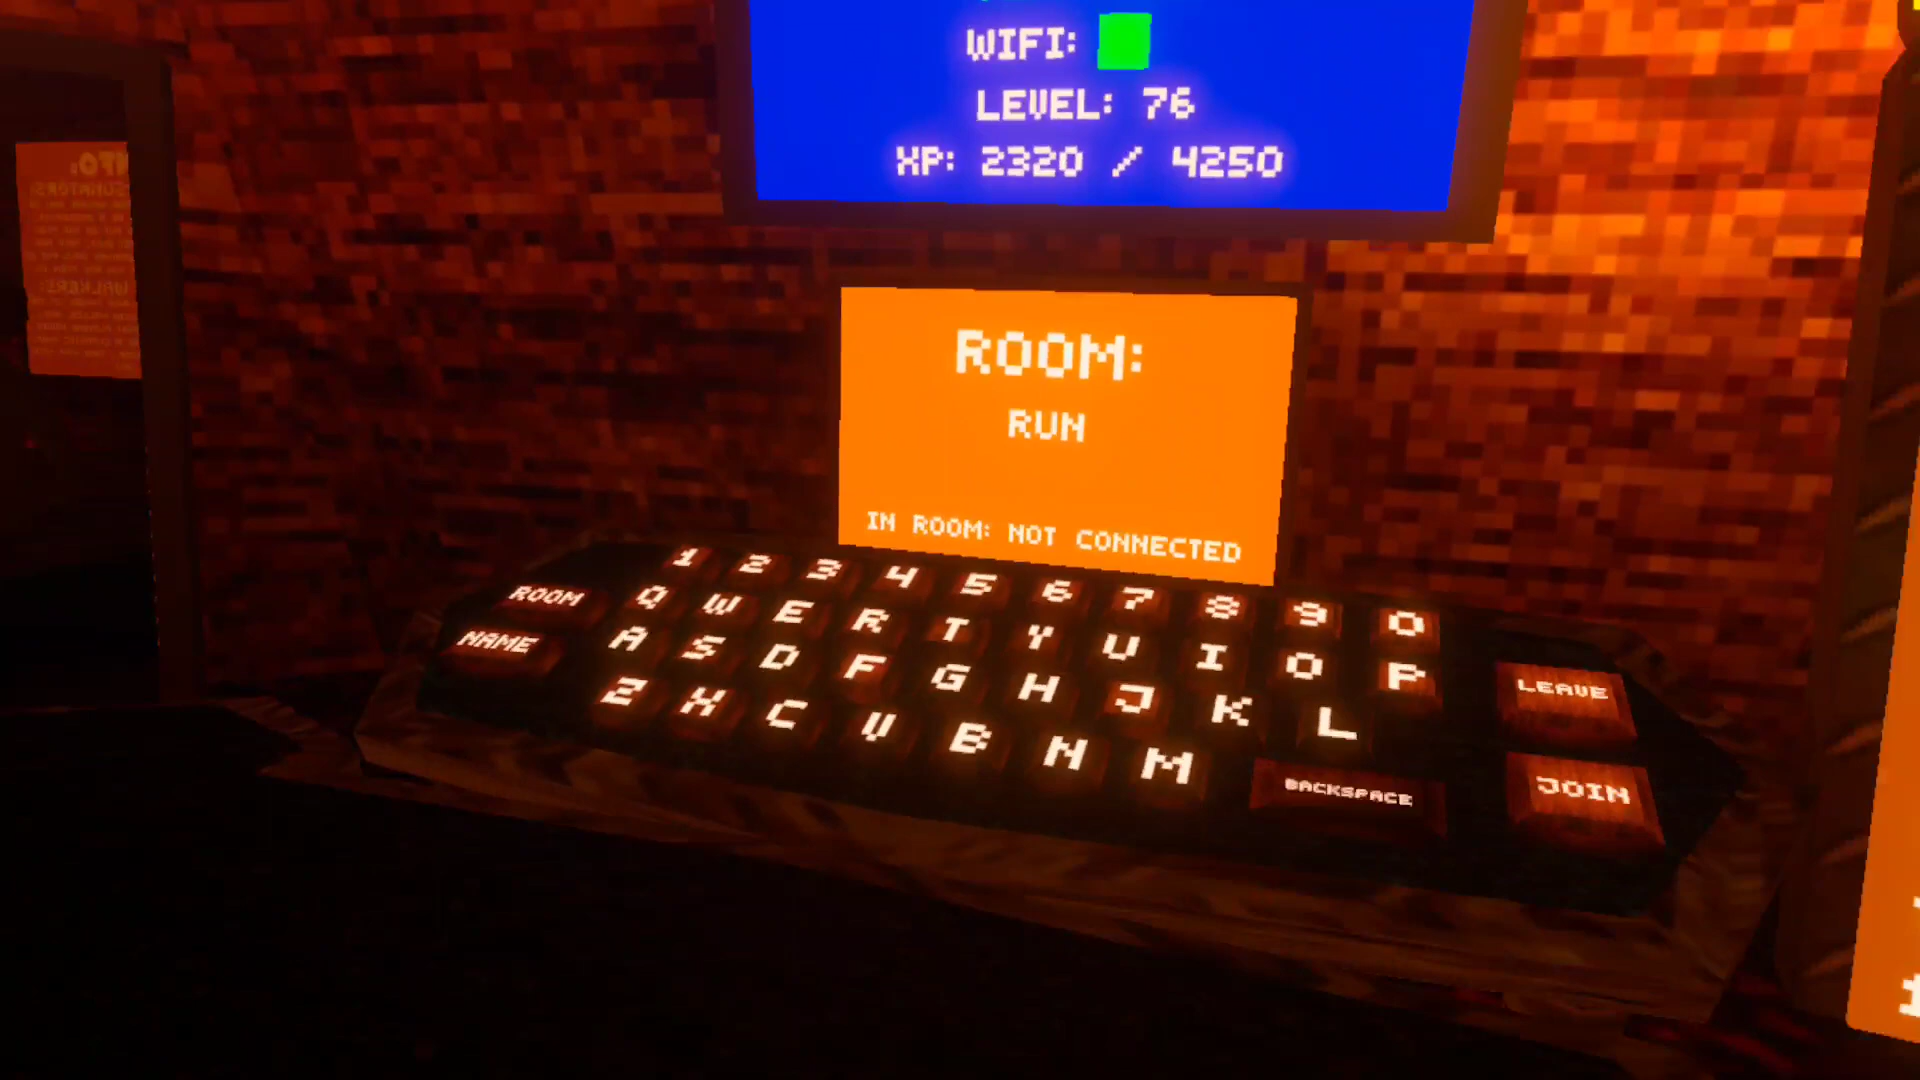 WIFI:
LEVEL: 76
XP: 2320 / 4250
ROOM:
RUN
IN ROOM: NOT CONNECTED
1 2 3 4 5 6 7 8 9 0
ROOM Q W E R T Y U I O P
NAME A S D F G H J K L LEAVE
Z X C V B N M BACKSPACE JOIN